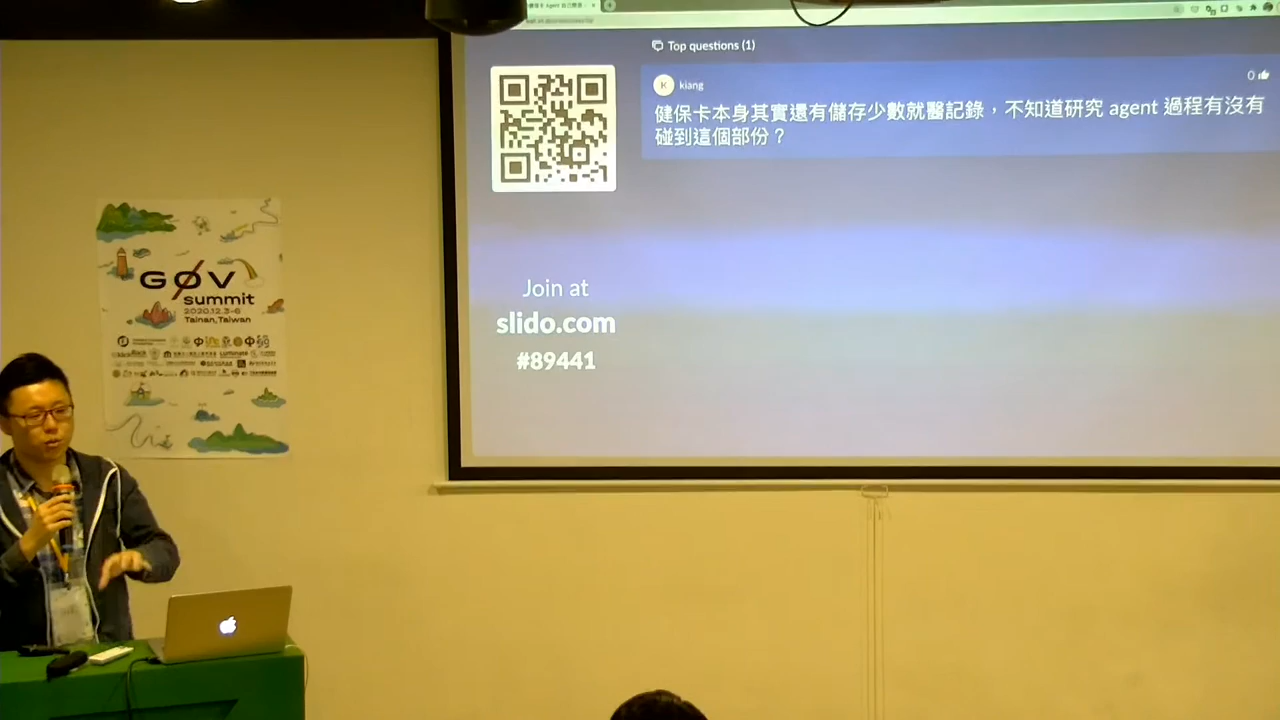 Top questions (1)
K
kiang
0
健保卡本身其實還有儲存少數就醫記錄，不知道研究 agent 過程有沒有
碰到這個部份？
Join at
slido.com
#89441
GØV
summit
2020.12.3-6
Tainan, Taiwan